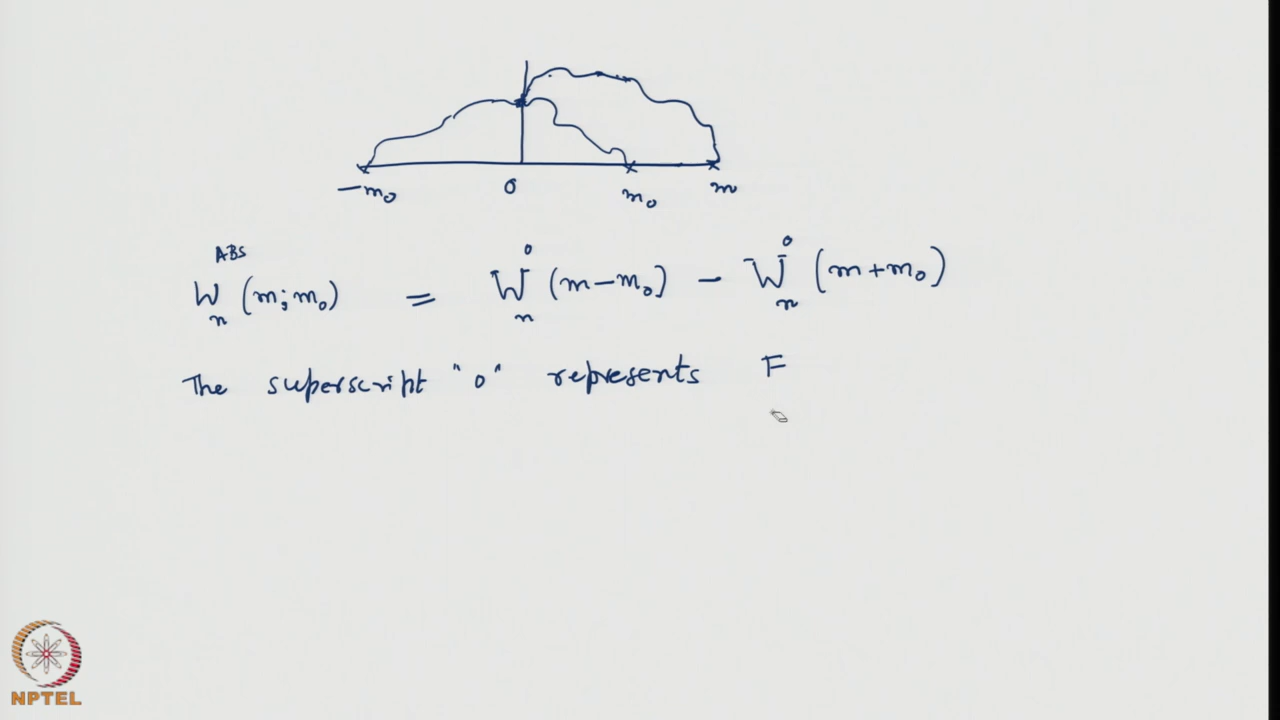 -m₀ 0 m₀ m
W_n^{ABS} (m; m₀) = W_n^0 (m - m₀) - W_n^0 (m + m₀)
The superscript "0" represents F
NPTEL